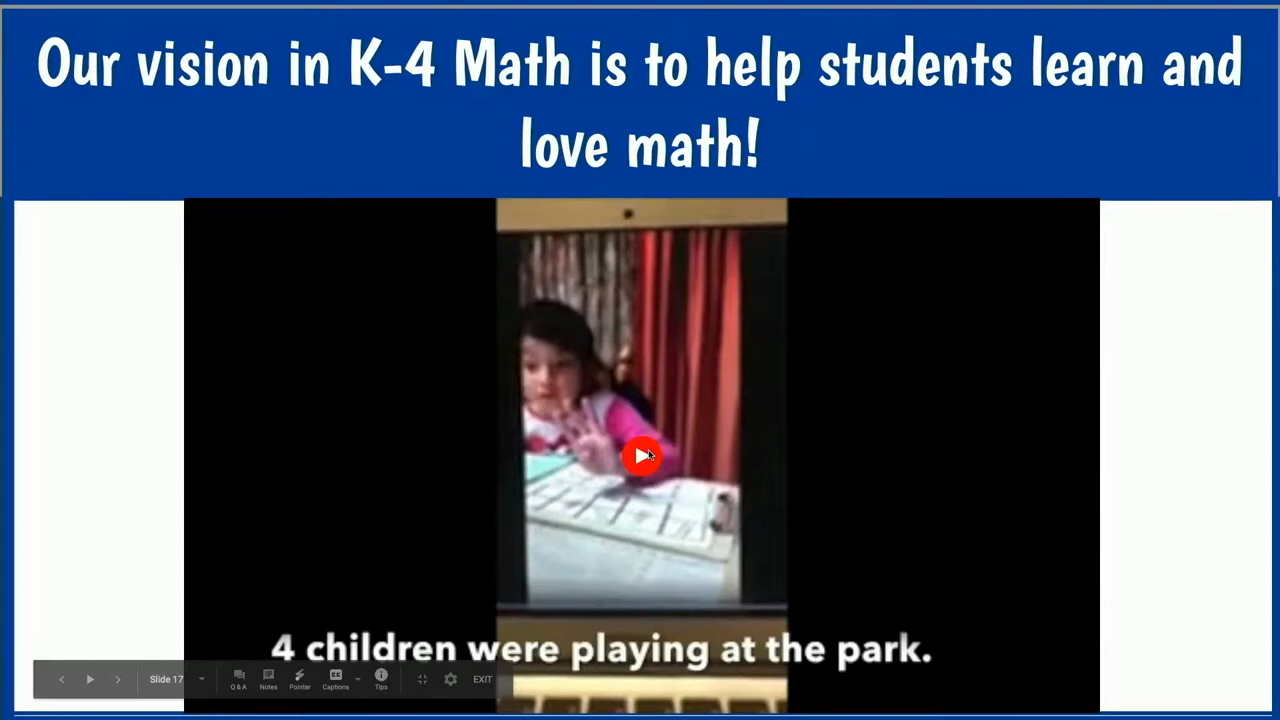 Our vision in K-4 Math is to help students learn and
love math!
4 children were playing at the park.
Slide 17
Q & A
Notes
Pointer
Captions
Tips
EXIT